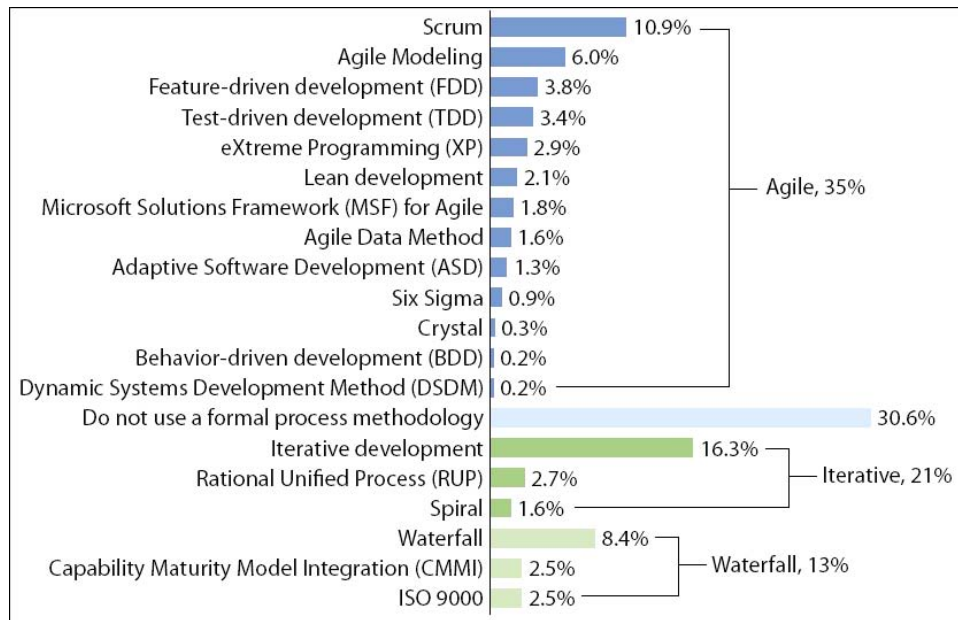 Scrum 10.9%
Agile Modeling 6.0%
Feature-driven development (FDD) 3.8%
Test-driven development (TDD) 3.4%
eXtreme Programming (XP) 2.9%
Lean development 2.1%
Microsoft Solutions Framework (MSF) for Agile 1.8%
Agile Data Method 1.6%
Adaptive Software Development (ASD) 1.3%
Six Sigma 0.9%
Crystal 0.3%
Behavior-driven development (BDD) 0.2%
Dynamic Systems Development Method (DSDM) 0.2%
Agile, 35%
Do not use a formal process methodology 30.6%
Iterative development 16.3%
Rational Unified Process (RUP) 2.7%
Spiral 1.6%
Iterative, 21%
Waterfall 8.4%
Capability Maturity Model Integration (CMMI) 2.5%
ISO 9000 2.5%
Waterfall, 13%